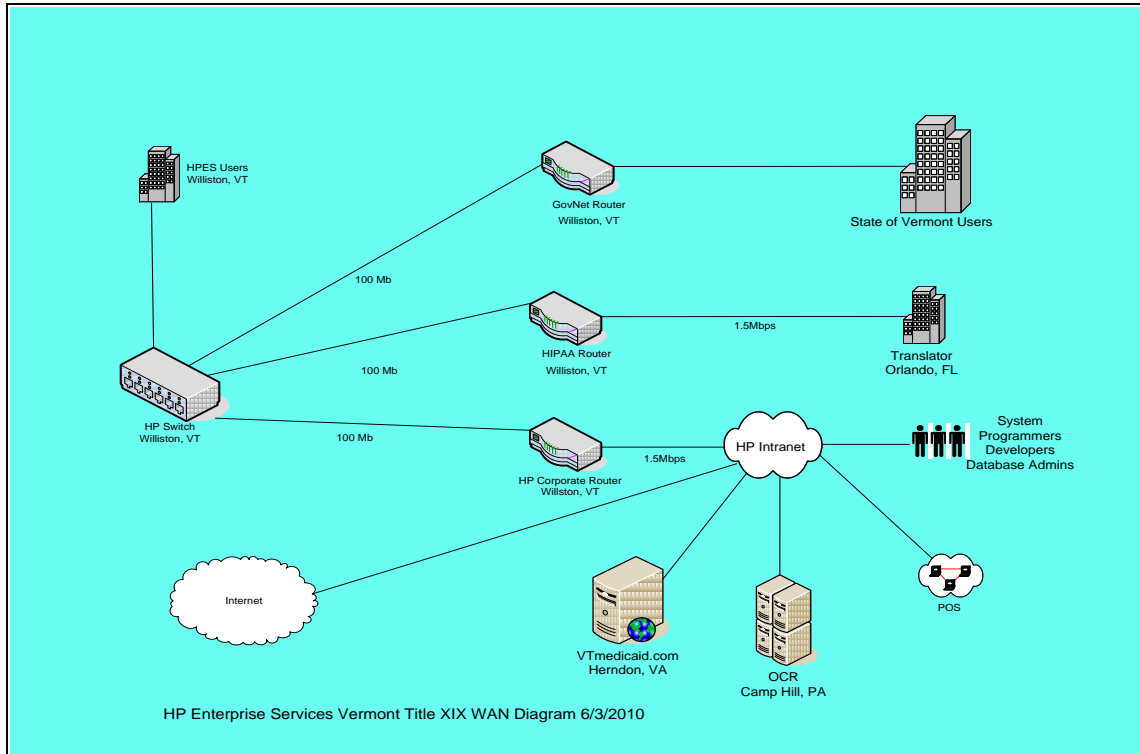 HPES Users
Williston, VT
GovNet Router
Williston, VT
State of Vermont Users
100 Mb
HIPAA Router
Williston, VT
1.5Mbps
Translator
Orlando, FL
100 Mb
HP Switch
Williston, VT
100 Mb
HP Corporate Router
Willston, VT
1.5Mbps
HP Intranet
System
Programmers
Developers
Database Admins
Internet
POS
VTmedicaid.com
Herndon, VA
OCR
Camp Hill, PA
HP Enterprise Services Vermont Title XIX WAN Diagram 6/3/2010